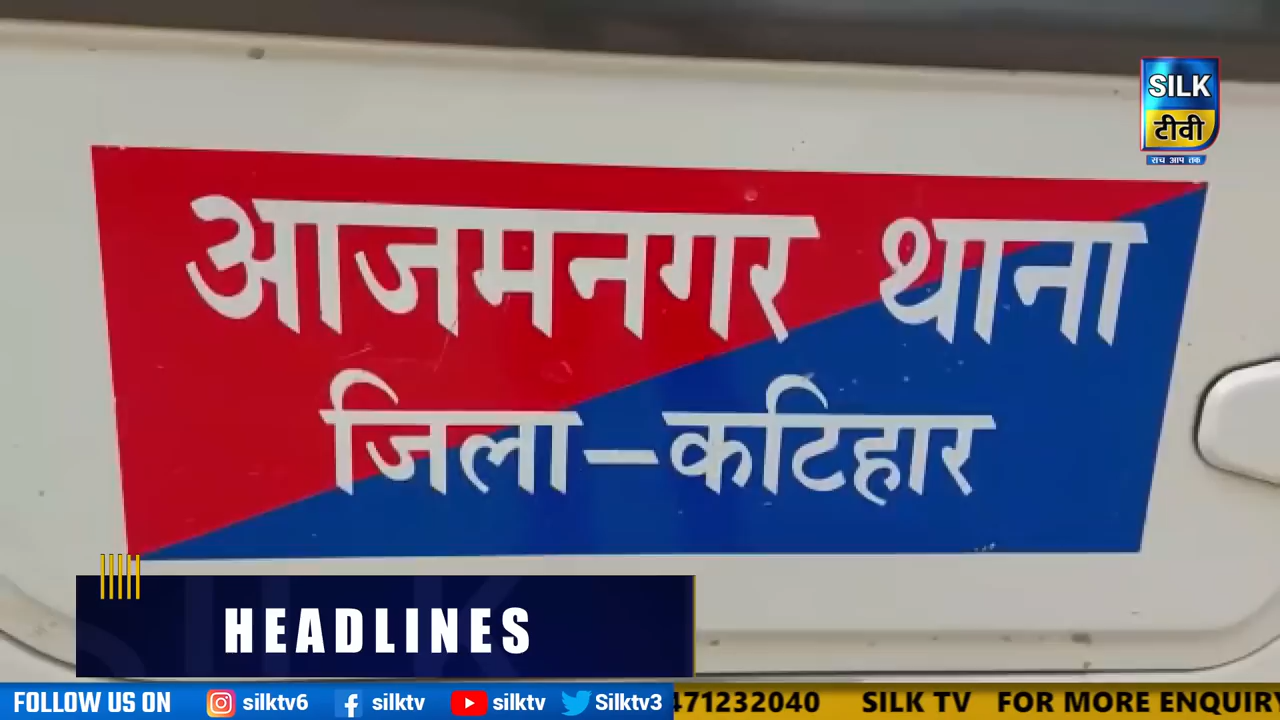 SILK
टीवी
सच आप तक
आजमनगर थाना
जिला-कटिहार
HEADLINES
FOLLOW US ON silktv6 silktv silktv Silktv3 471232040 SILK TV FOR MORE ENQUIRY